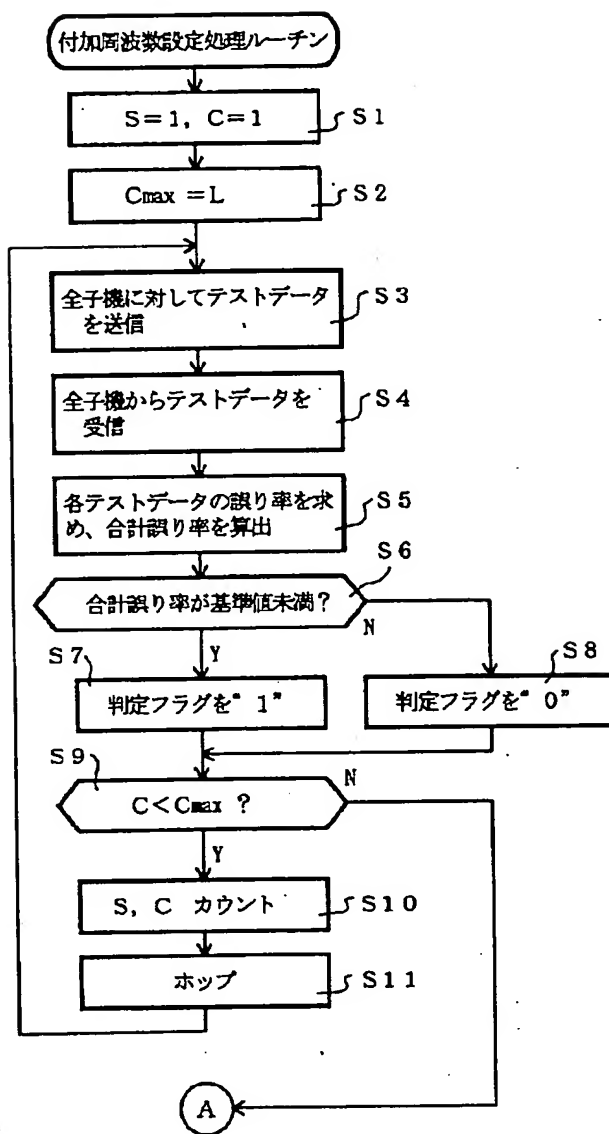 付加周波数設定処理ルーチン
S=1, C=1
S1
Cmax =L
S2
全子機に対してテストデータ
を送信
S3
全子機からテストデータを
受信
S4
各テストデータの誤り率を求
め、合計誤り率を算出
S5
S6
合計誤り率が基準値未満?
N
Y
S7
判定フラグを“1”
S8
判定フラグを“0”
S9
C<Cmax ?
N
Y
S, C カウント
S10
ホップ
S11
A